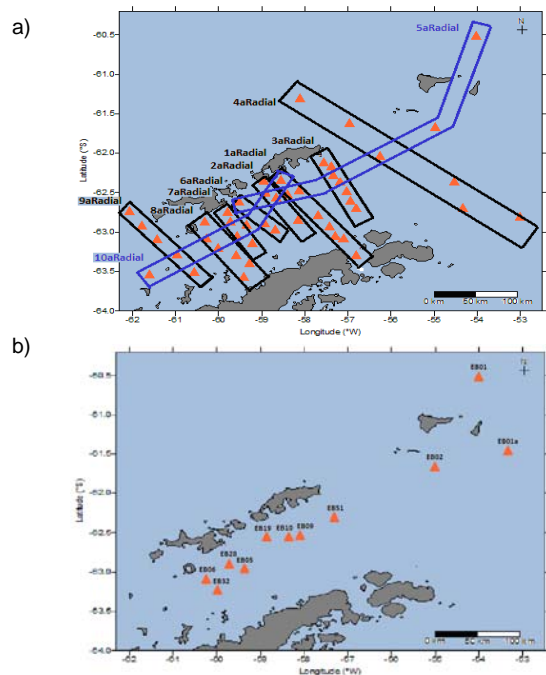 a)
-60.5
-61.0
-61.5
-62.0
-62.5
-63.0
-63.5
-64.0
Latitude (°S)
N
5aRadial
4aRadial
3aRadial
1aRadial
2aRadial
6aRadial
7aRadial
9aRadial
8aRadial
10aRadial
0 km 50 km 100 km
-62 -61 -60 -59 -58 -57 -56 -55 -54 -53
Longitude (°W)
b)
-60.5
-61.0
-61.5
-62.0
-62.5
-63.0
-63.5
-64.0
Latitude (°S)
N
EB01
EB01a
EB02
EB51
EB19 EB10 EB09
EB28
EB05
EB06
EB32
0 km 50 km 100 km
-62 -61 -60 -59 -58 -57 -56 -55 -54 -53
Longitude (°W)